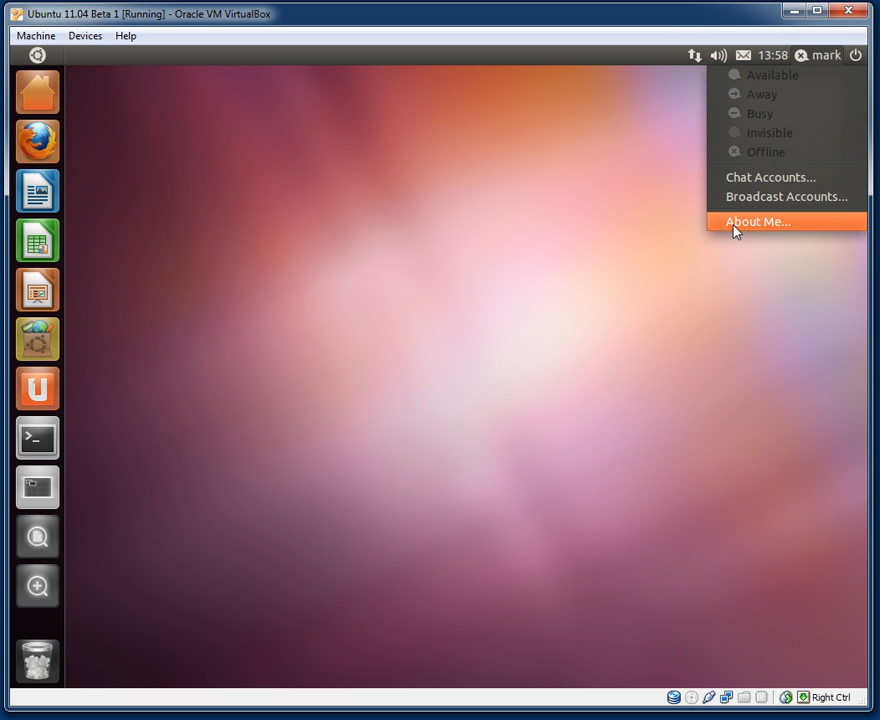 Ubuntu 11.04 Beta 1 [Running] - Oracle VM VirtualBox
Machine Devices Help
13:58 mark
Available
Away
Busy
Invisible
Offline
Chat Accounts...
Broadcast Accounts...
About Me...
Right Ctrl